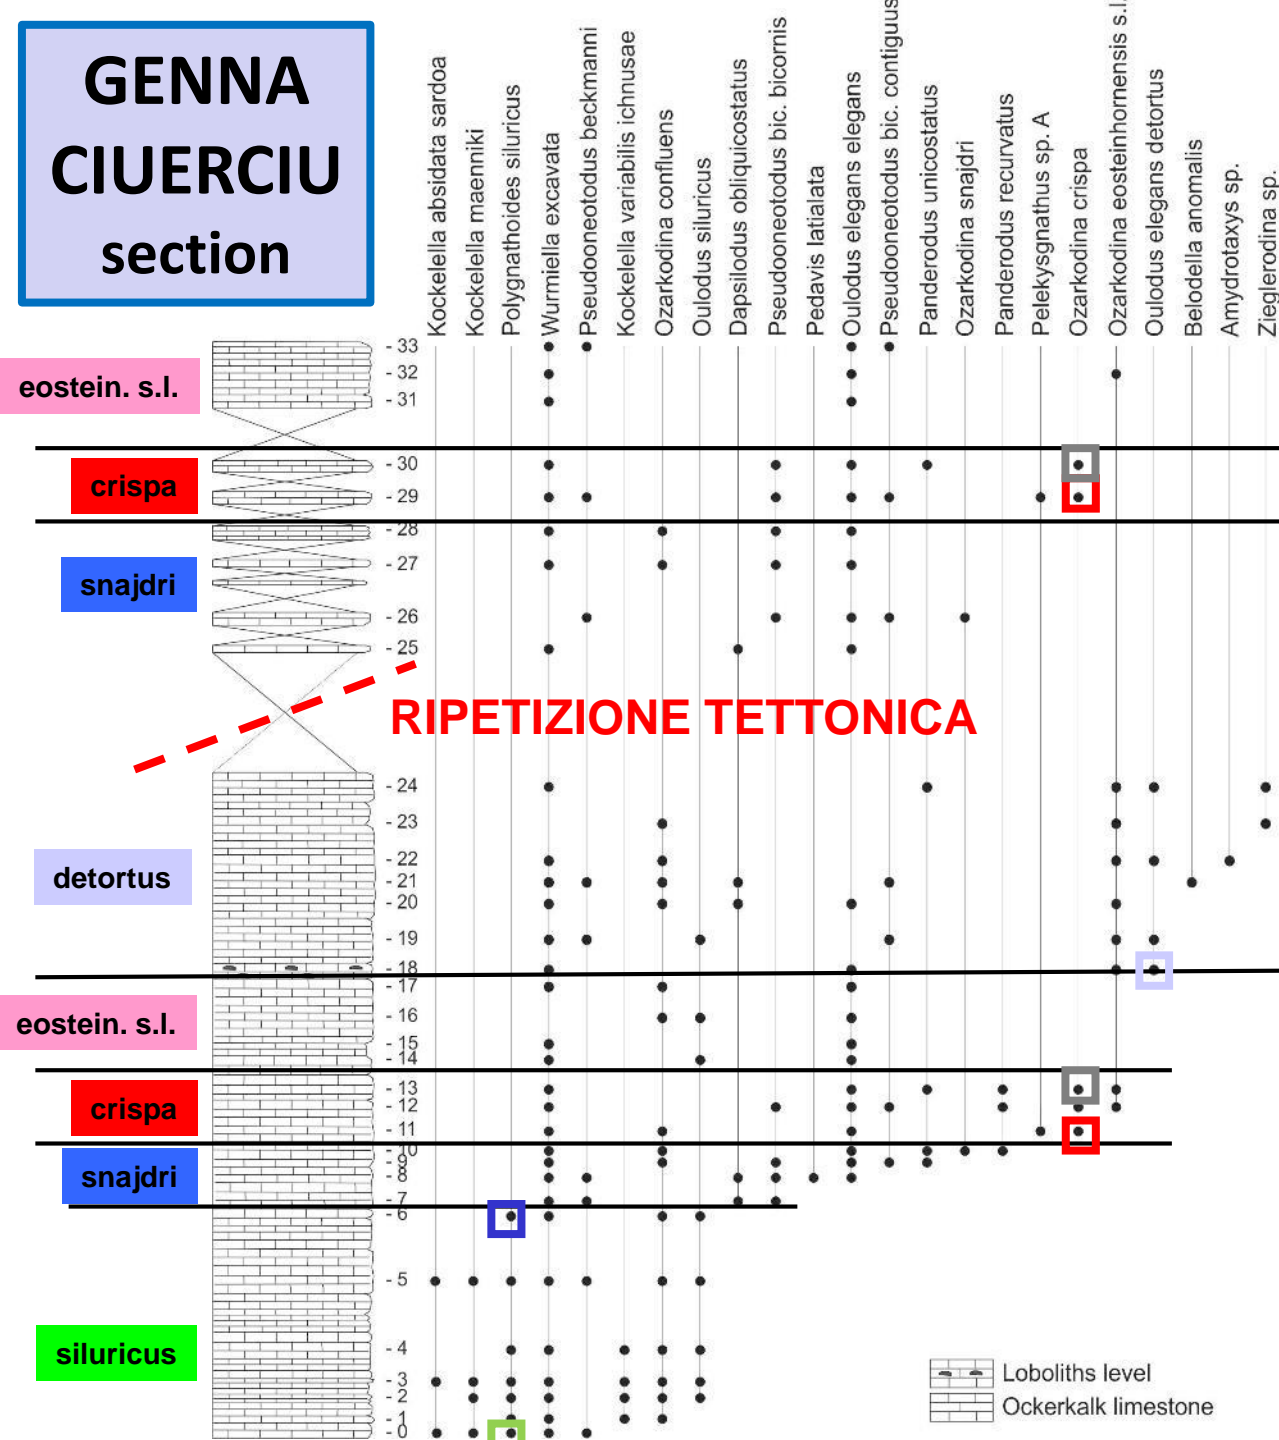 GENNA
CIUERCIU
section
Kockelella absidata sardoa
Kockelella maenniki
Polygnathoides siluricus
Wurmiella excavata
Pseudooneotodus beckmanni
Kockelella variabilis ichnusae
Ozarkodina confluens
Oulodus siluricus
Dapsilodus obliquicostatus
Pseudooneotodus bic. bicornis
Pedavis latialata
Oulodus elegans elegans
Pseudooneotodus bic. contiguus
Panderodus unicostatus
Ozarkodina snajdri
Panderodus recurvatus
Pelekysgnathus sp. A
Ozarkodina crispa
Ozarkodina eosteinhornensis s.l.
Oulodus elegans detortus
Belodella anomalis
Amydrotaxys sp.
Zieglerodina sp.
- 33
eostein. s.l.
- 32
- 31
- 30
crispa
- 29
- 28
- 27
snajdri
- 26
- 25
RIPETIZIONE TETTONICA
- 24
- 23
- 22
detortus
- 21
- 20
- 19
- 18
- 17
- 16
eostein. s.l.
- 15
- 14
- 13
- 12
crispa
- 11
- 10
- 9
- 8
snajdri
- 7
- 6
- 5
- 4
siluricus
- 3
- 2
- 1
- 0
Loboliths level
Ockerkalk limestone